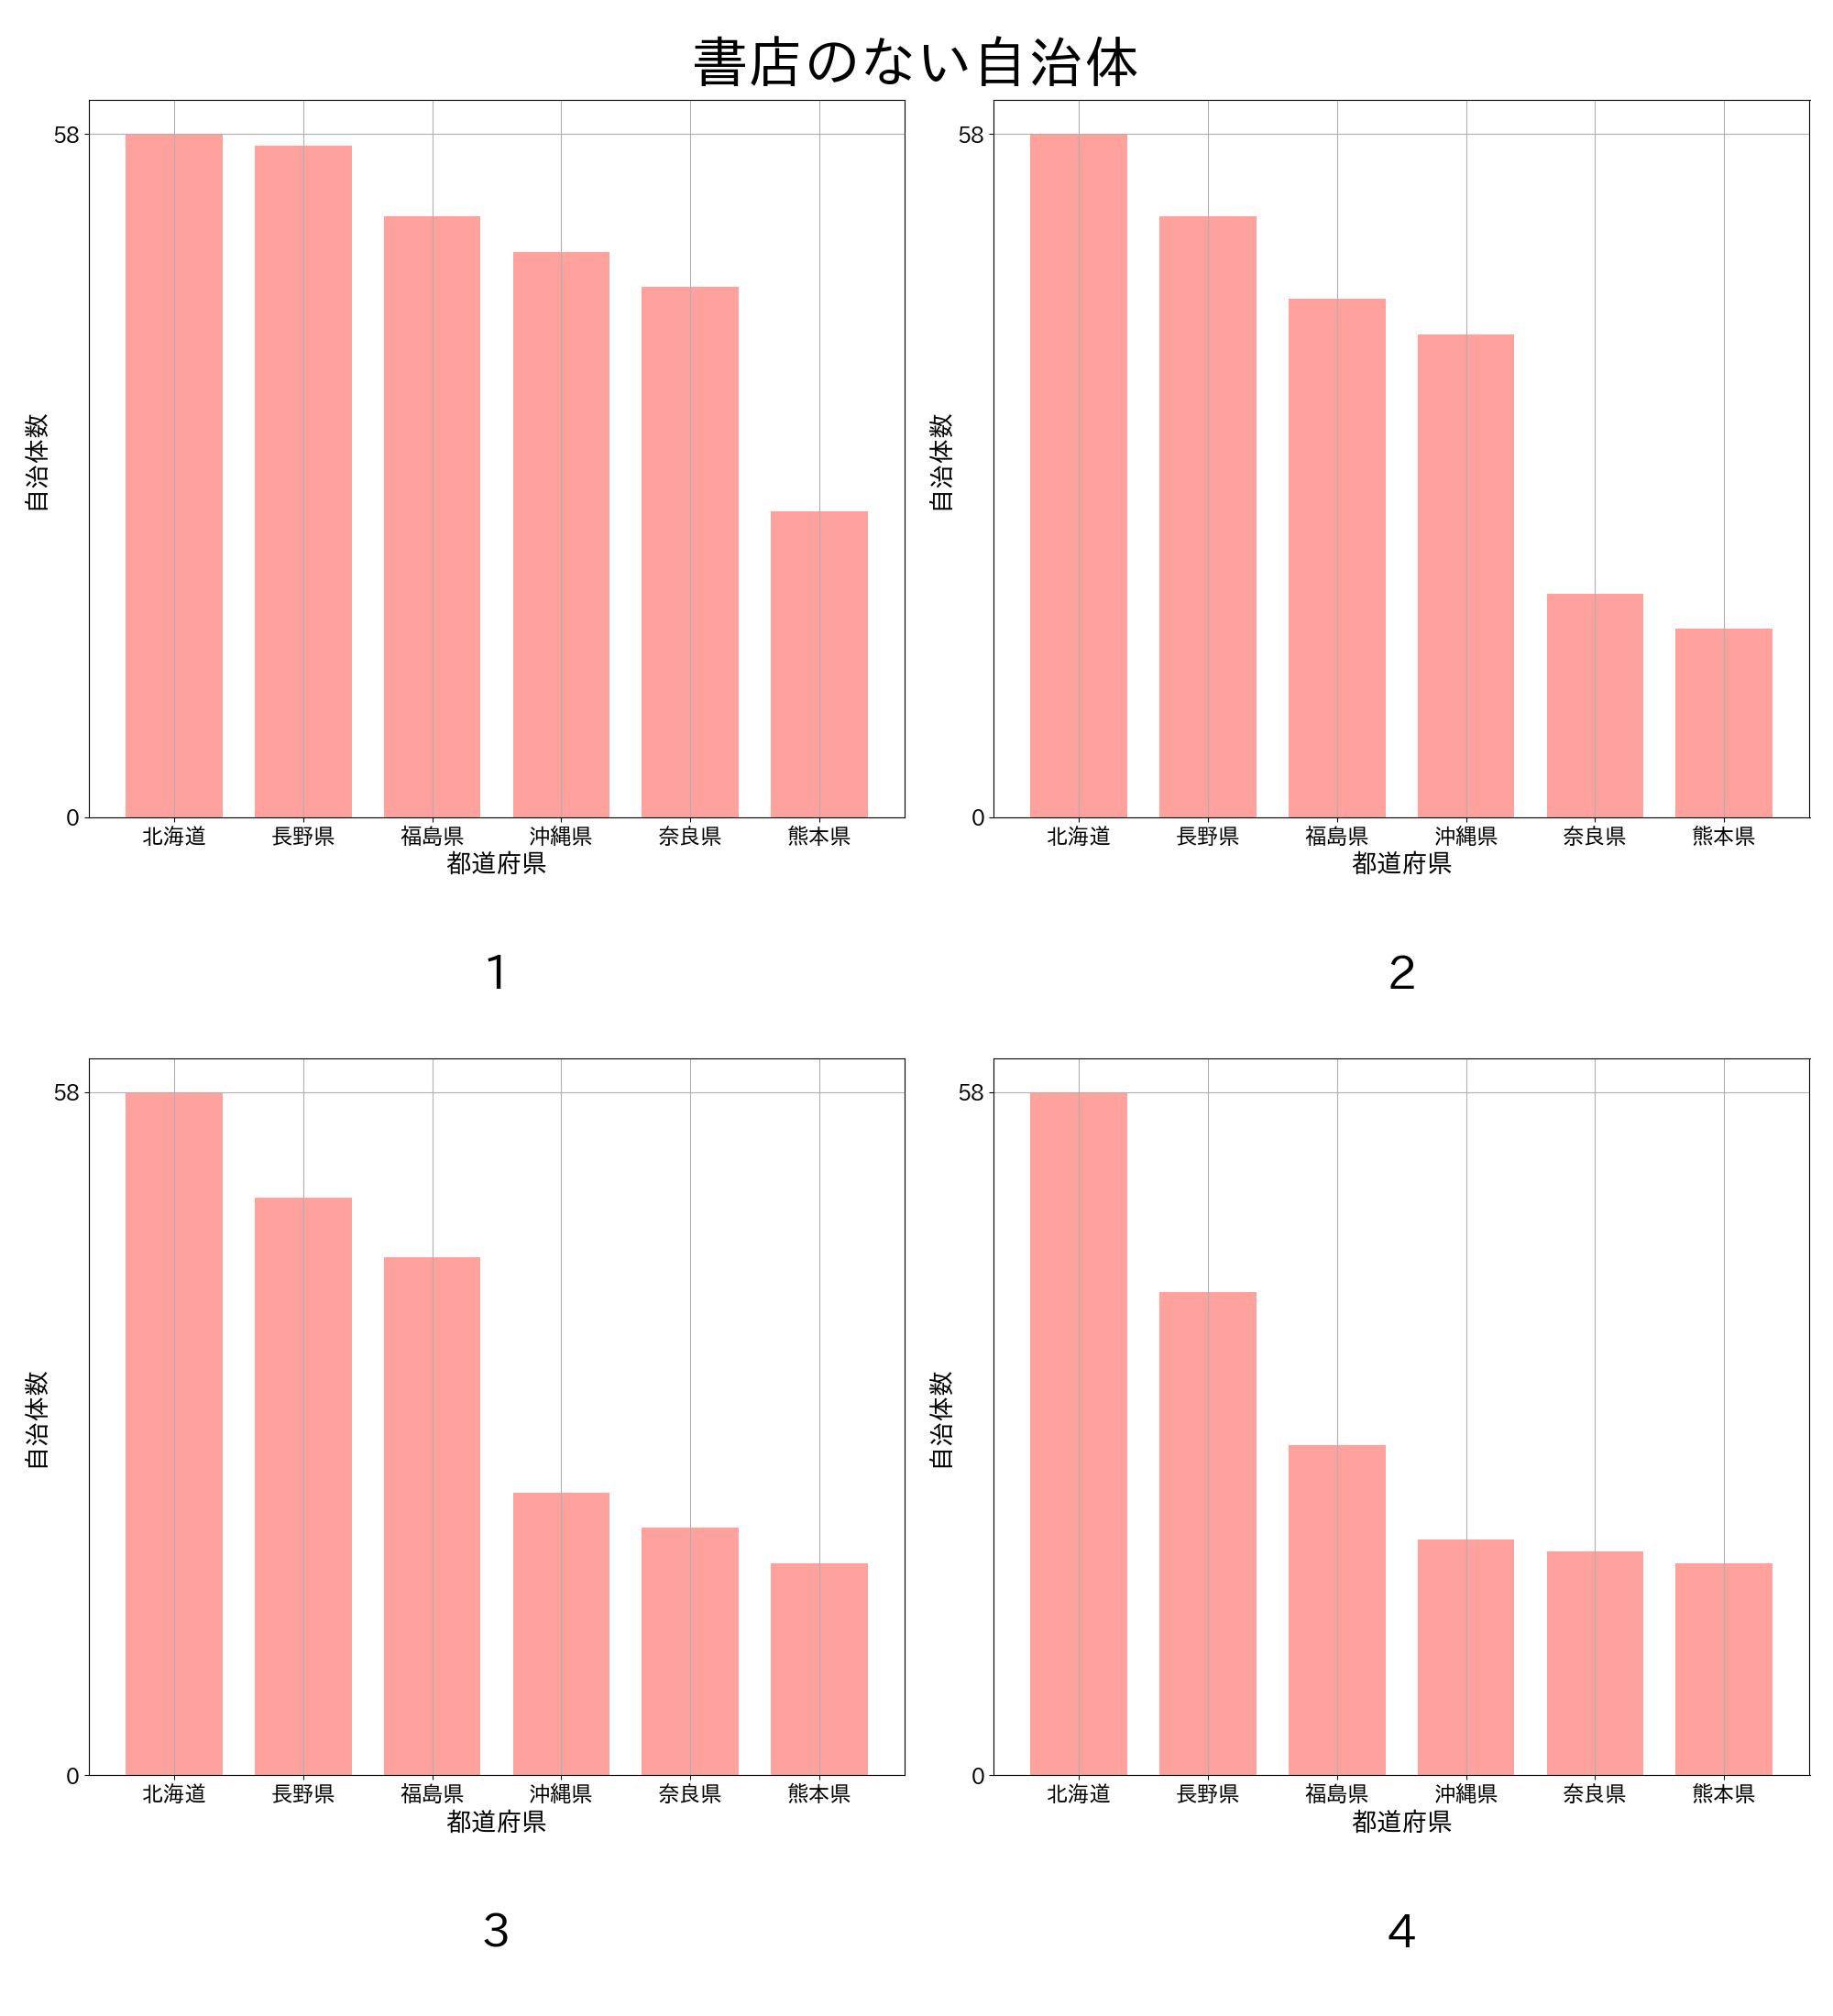 書店のない自治体
58
0
自治体数
北海道 長野県 福島県 沖縄県 奈良県 熊本県
都道府県
1
58
0
自治体数
北海道 長野県 福島県 沖縄県 奈良県 熊本県
都道府県
2
58
0
自治体数
北海道 長野県 福島県 沖縄県 奈良県 熊本県
都道府県
3
58
0
自治体数
北海道 長野県 福島県 沖縄県 奈良県 熊本県
都道府県
4